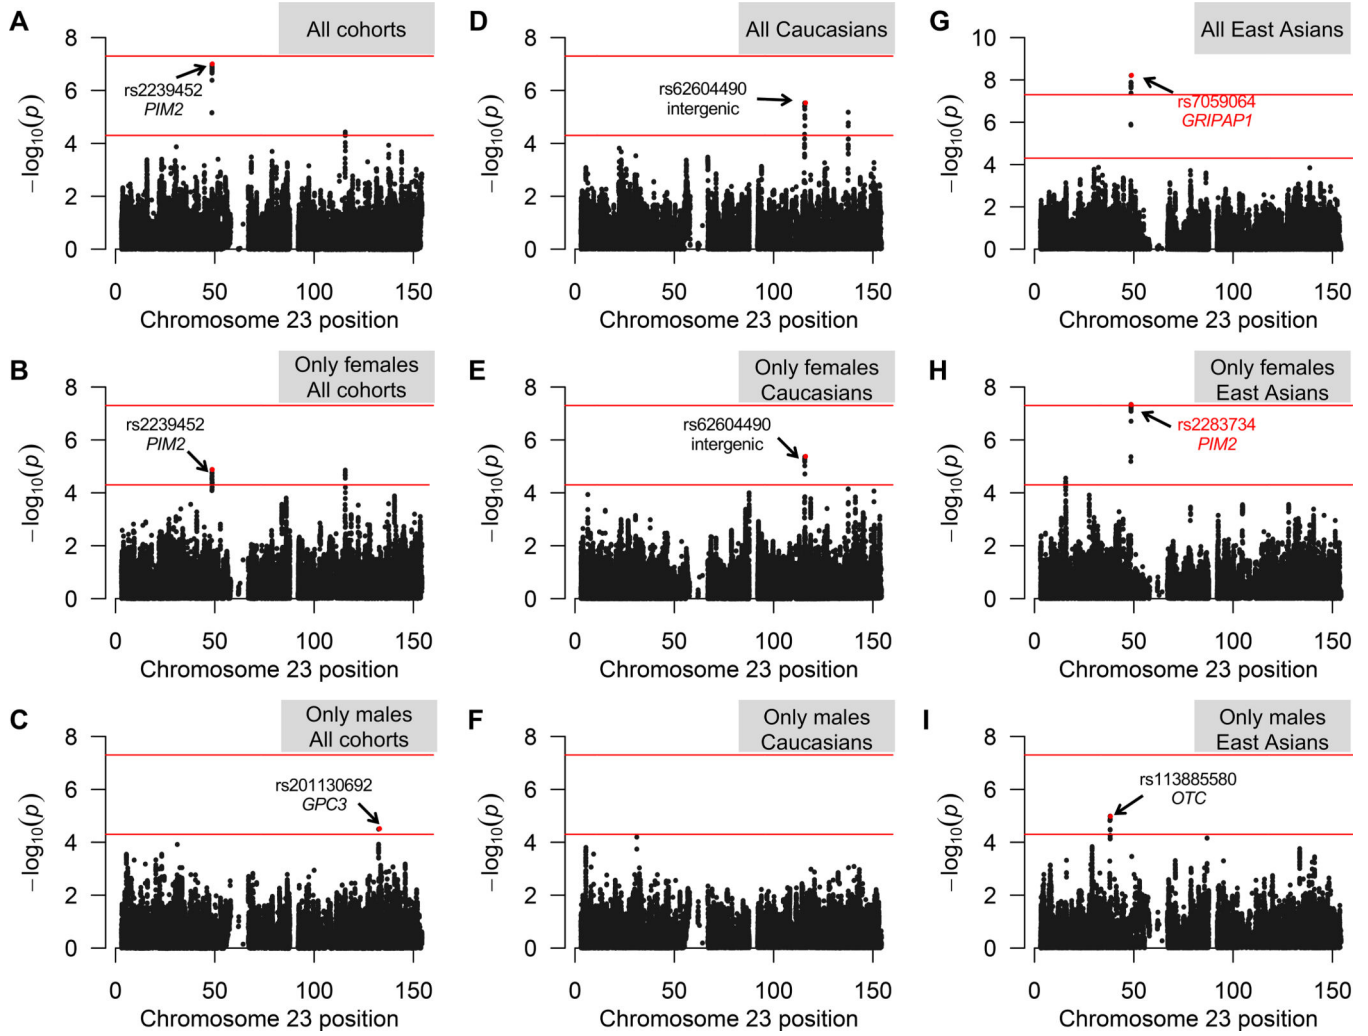 A
All cohorts
8
6
4
2
0
−log10(p)
rs2239452
PIM2
0
50
100
150
Chromosome 23 position
D
All Caucasians
8
6
4
2
0
−log10(p)
rs62604490
intergenic
0
50
100
150
Chromosome 23 position
G
All East Asians
10
8
6
4
2
0
−log10(p)
rs7059064
GRIPAP1
0
50
100
150
Chromosome 23 position
B
Only females
All cohorts
8
6
4
2
0
−log10(p)
rs2239452
PIM2
0
50
100
150
Chromosome 23 position
E
Only females
Caucasians
8
6
4
2
0
−log10(p)
rs62604490
intergenic
0
50
100
150
Chromosome 23 position
H
Only females
East Asians
8
6
4
2
0
−log10(p)
rs2283734
PIM2
0
50
100
150
Chromosome 23 position
C
Only males
All cohorts
8
6
4
2
0
−log10(p)
rs201130692
GPC3
0
50
100
150
Chromosome 23 position
F
Only males
Caucasians
8
6
4
2
0
−log10(p)
0
50
100
150
Chromosome 23 position
I
Only males
East Asians
8
6
4
2
0
−log10(p)
rs113885580
OTC
0
50
100
150
Chromosome 23 position